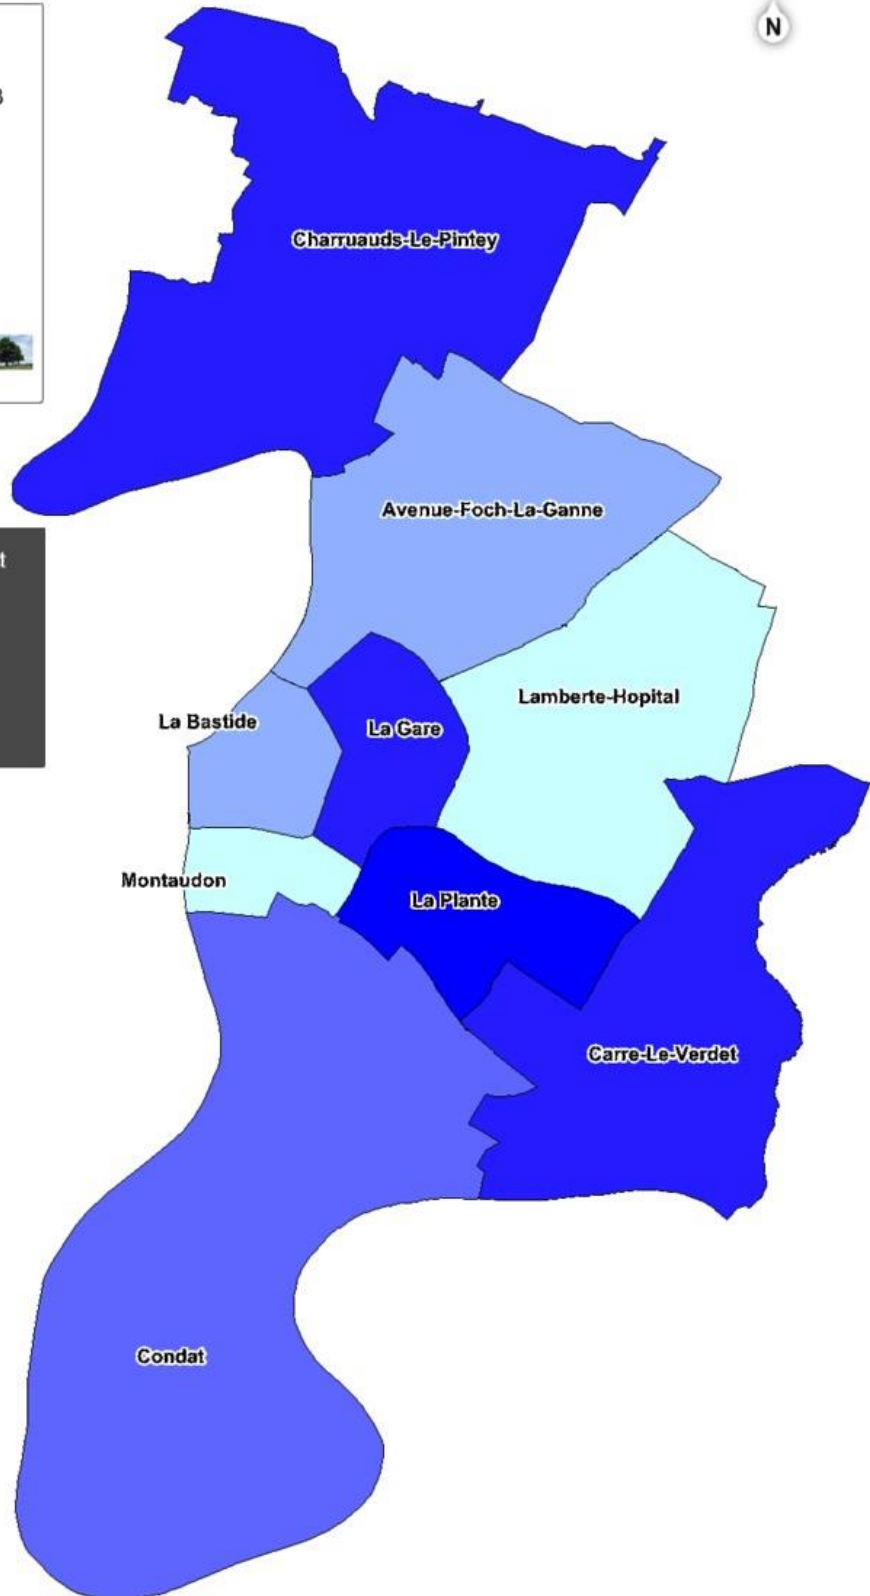 N
Charruauds-Le-Pintey
Avenue-Foch-La-Ganne
Lamberte-Hopital
La Bastide
La Gare
Montaudon
La Plante
Carre-Le-Verdet
Condat